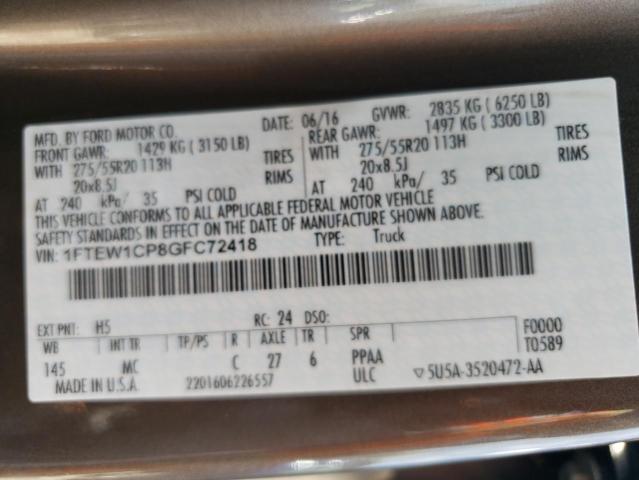 MFD. BY FORD MOTOR CO. DATE: 06/16 GVWR: 2835 KG ( 6250 LB)
FRONT GAWR: 1429 KG ( 3150 LB) REAR GAWR: 1497 KG ( 3300 LB)
WITH 275/55R20 113H TIRES WITH 275/55R20 113H TIRES
20x8.5J RIMS 20x8.5J RIMS
AT 240 kPa/ 35 PSI COLD AT 240 kPa/ 35 PSI COLD
THIS VEHICLE CONFORMS TO ALL APPLICABLE FEDERAL MOTOR VEHICLE
SAFETY STANDARDS IN EFFECT ON THE DATE OF MANUFACTURE SHOWN ABOVE.
VIN: 1FTEW1CP8GFC72418 TYPE: Truck
EXT PNT: H5 RC: 24 DSO: F0000
WB INT TR TP/PS R AXLE TR SPR T0589
145 MC C 27 6 PPAA
MADE IN U.S.A. 2201606226557 ULC ▽5U5A-3520472-AA